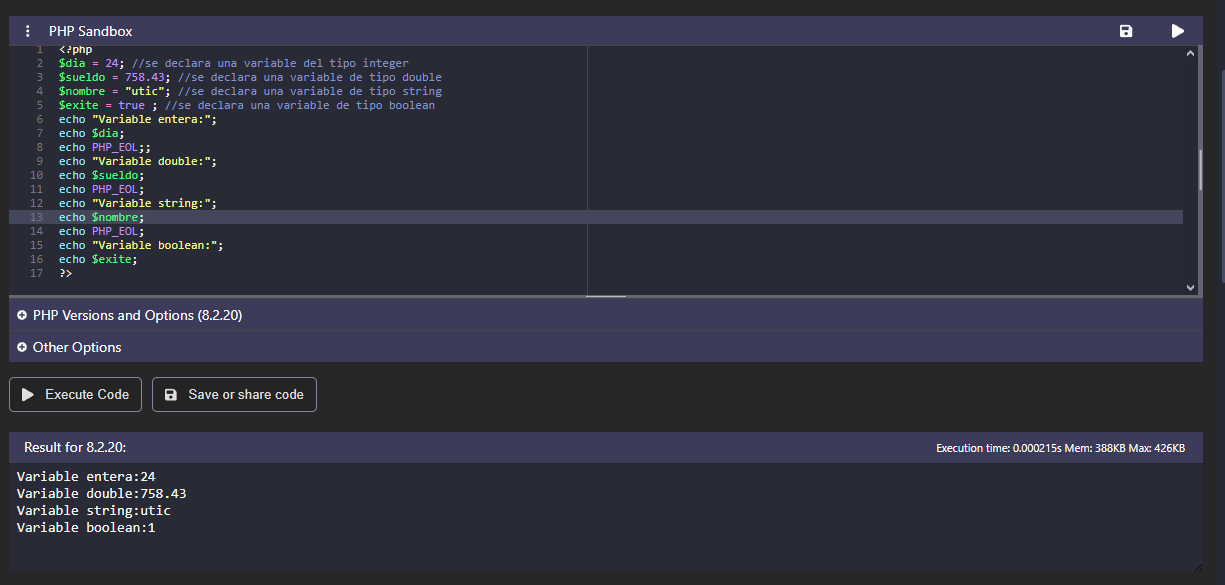 PHP Sandbox
1 <?php
2 $dia = 24; //se declara una variable del tipo integer
3 $sueldo = 758.43; //se declara una variable de tipo double
4 $nombre = "utic"; //se declara una variable de tipo string
5 $exite = true ; //se declara una variable de tipo boolean
6 echo "Variable entera:";
7 echo $dia;
8 echo PHP_EOL;;
9 echo "Variable double:";
10 echo $sueldo;
11 echo PHP_EOL;
12 echo "Variable string:";
13 echo $nombre;
14 echo PHP_EOL;
15 echo "Variable boolean:";
16 echo $exite;
17 ?>
PHP Versions and Options (8.2.20)
Other Options
Execute Code Save or share code
Result for 8.2.20: Execution time: 0.000215s Mem: 388KB Max: 426KB
Variable entera:24
Variable double:758.43
Variable string:utic
Variable boolean:1